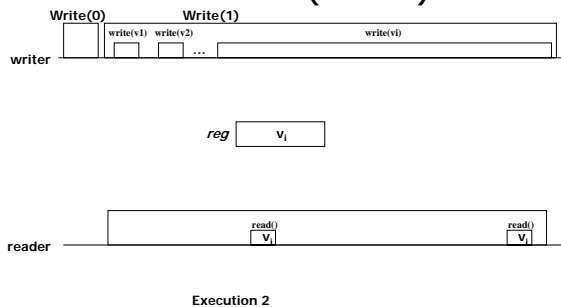 Write(0) Write(1)
write(v1) write(v2) ... write(vi)
writer
reg vi
read() read()
vi vi
reader
Execution 2